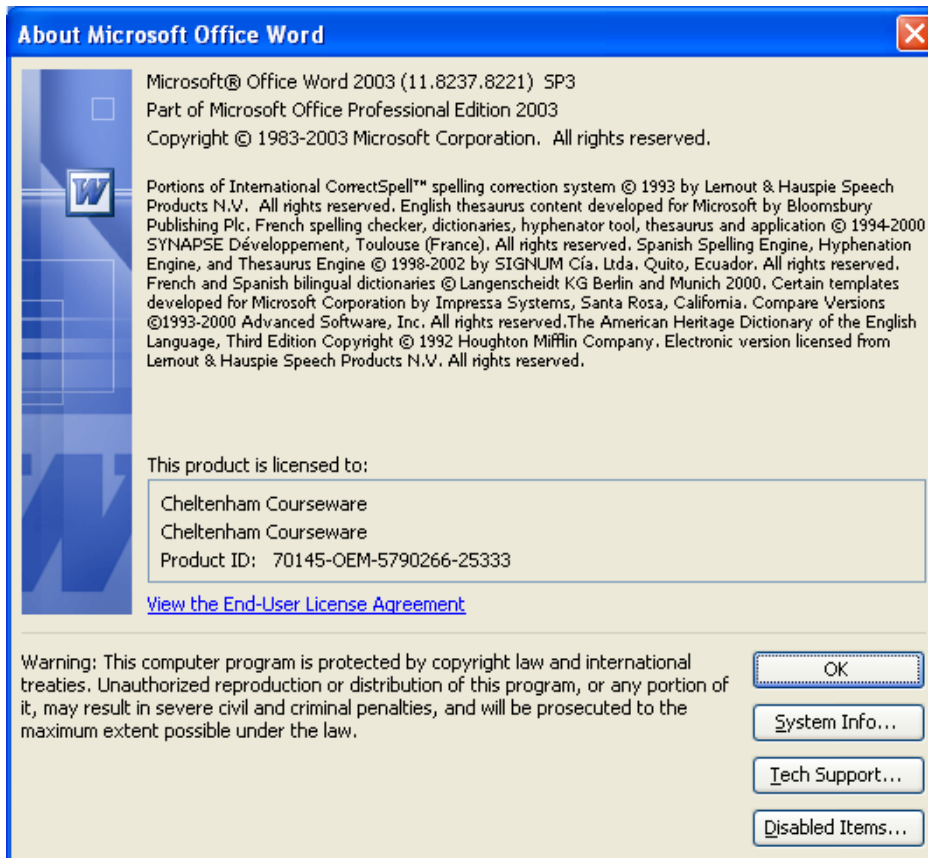 About Microsoft Office Word
Microsoft® Office Word 2003 (11.8237.8221) SP3
Part of Microsoft Office Professional Edition 2003
Copyright © 1983-2003 Microsoft Corporation. All rights reserved.
W
Portions of International CorrectSpell™ spelling correction system © 1993 by Lernout & Hauspie Speech
Products N.V. All rights reserved. English thesaurus content developed for Microsoft by Bloomsbury
Publishing Plc. French spelling checker, dictionaries, hyphenator tool, thesaurus and application © 1994-2000
SYNAPSE Développement, Toulouse (France). All rights reserved. Spanish Spelling Engine, Hyphenation
Engine, and Thesaurus Engine © 1998-2002 by SIGNUM Cía. Ltda. Quito, Ecuador. All rights reserved.
French and Spanish bilingual dictionaries © Langenscheidt KG Berlin and Munich 2000. Certain templates
developed for Microsoft Corporation by Impressa Systems, Santa Rosa, California. Compare Versions
©1993-2000 Advanced Software, Inc. All rights reserved.The American Heritage Dictionary of the English
Language, Third Edition Copyright © 1992 Houghton Mifflin Company. Electronic version licensed from
Lernout & Hauspie Speech Products N.V. All rights reserved.
This product is licensed to:
Cheltenham Courseware
Cheltenham Courseware
Product ID: 70145-OEM-5790266-25333
View the End-User License Agreement
Warning: This computer program is protected by copyright law and international
treaties. Unauthorized reproduction or distribution of this program, or any portion of
it, may result in severe civil and criminal penalties, and will be prosecuted to the
maximum extent possible under the law.
OK
System Info...
Tech Support...
Disabled Items...